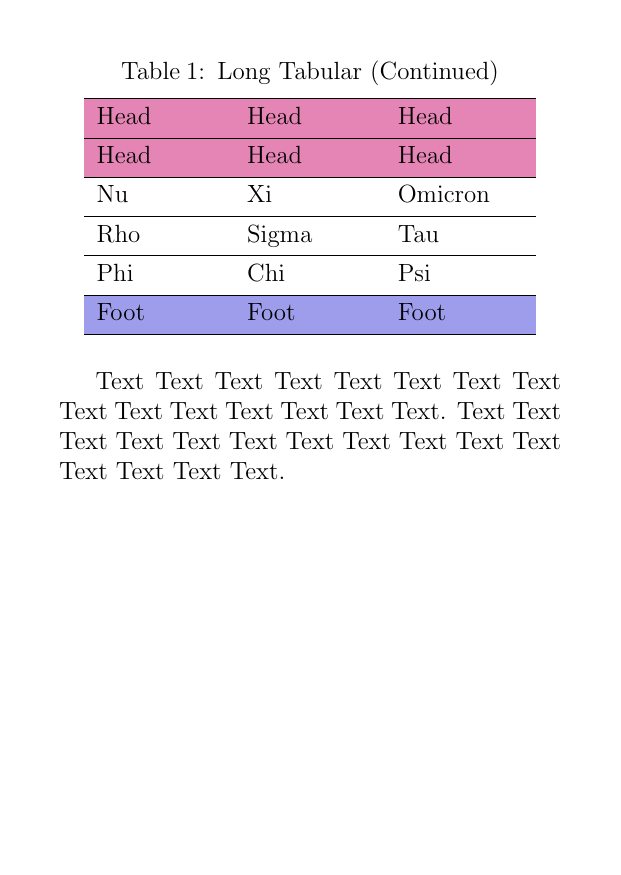 Table 1: Long Tabular (Continued)
Head Head Head
Head Head Head
Nu Xi Omicron
Rho Sigma Tau
Phi Chi Psi
Foot Foot Foot
Text Text Text Text Text Text Text Text
Text Text Text Text Text Text Text. Text Text
Text Text Text Text Text Text Text Text Text
Text Text Text Text.